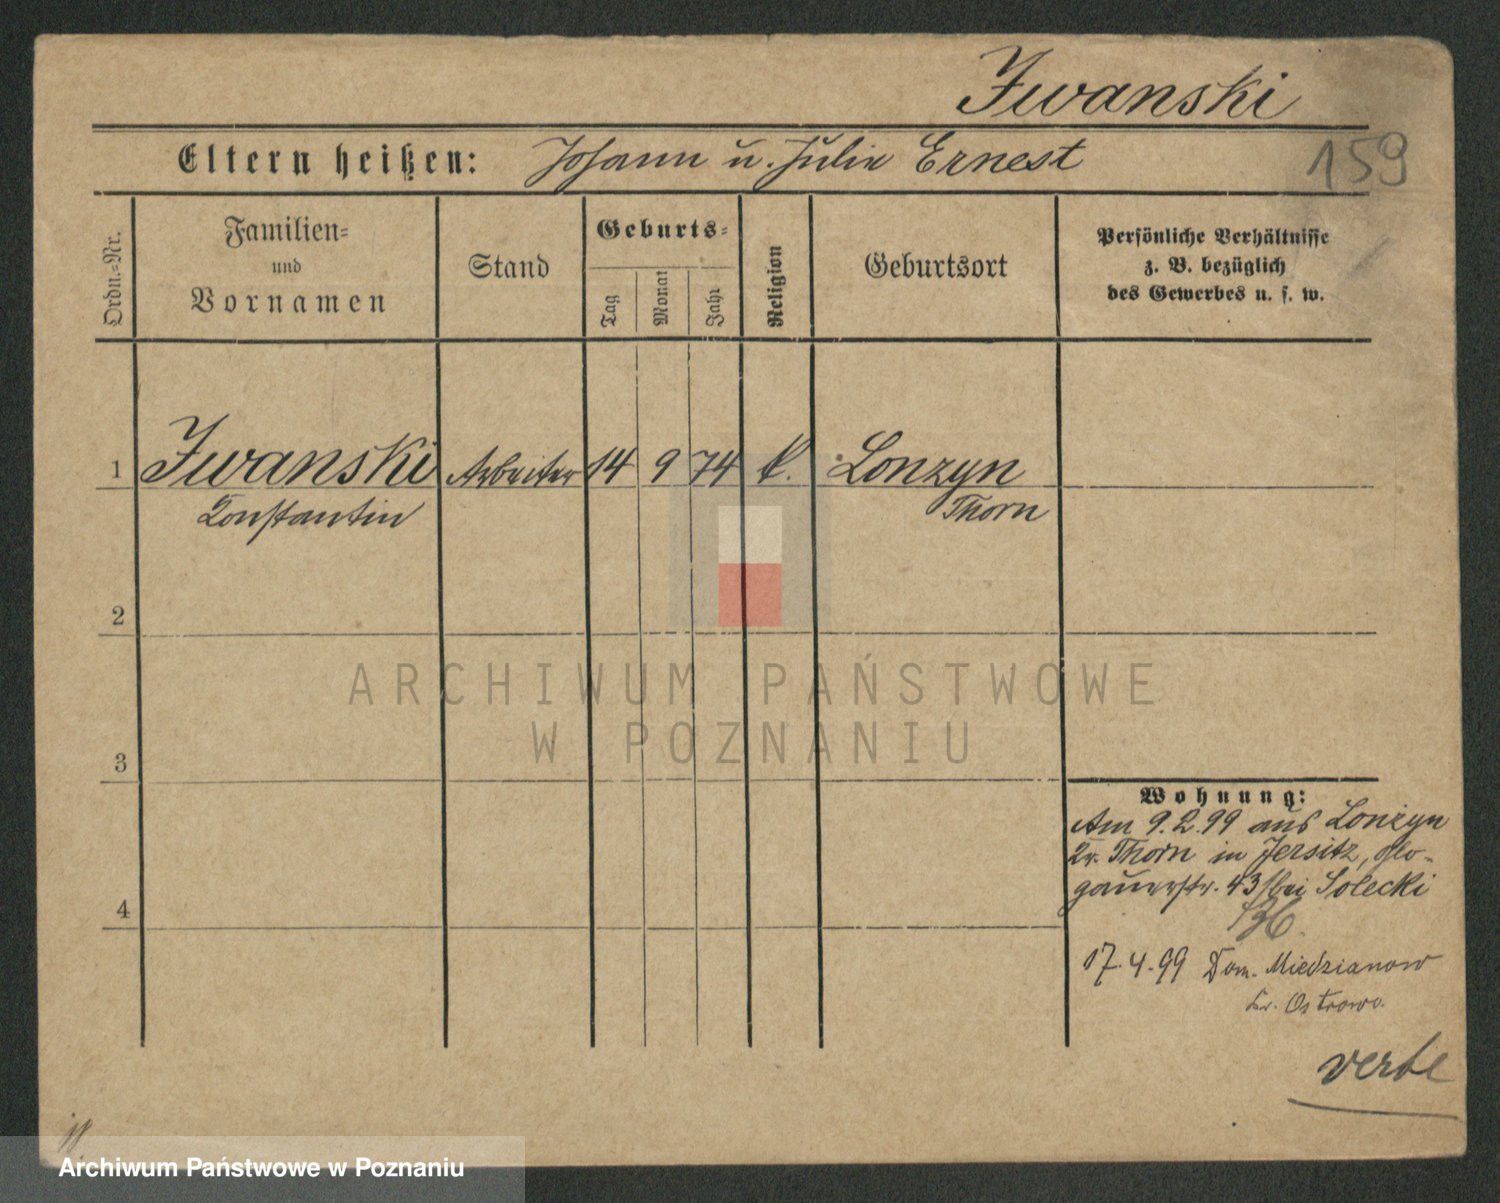 Iwanski
Eltern heißen: Johann u. Julie Ernest
159
Ordn.=Nr.
Familien=
und
Vornamen
Stand
Geburts=
Tag
Monat
Jahr
Religion
Geburtsort
Persönliche Verhältnisse
z. B. bezüglich
des Gewerbes u. s. w.
1 Iwanski Arbeiter 14 9 74 k. Lonzyn
Constantin Thorn
2
3
4
Wohnung:
Am 9.2.99 aus Lonzyn
Kr. Thorn in Jersitz, Glo-
gauerstr. 43 bei Solecki
17.4.99 Dom. Miedzianow
Kr. Ostrowo.
ARCHIWUM PAŃSTWOWE
W POZNANIU
Archiwum Państwowe w Poznaniu